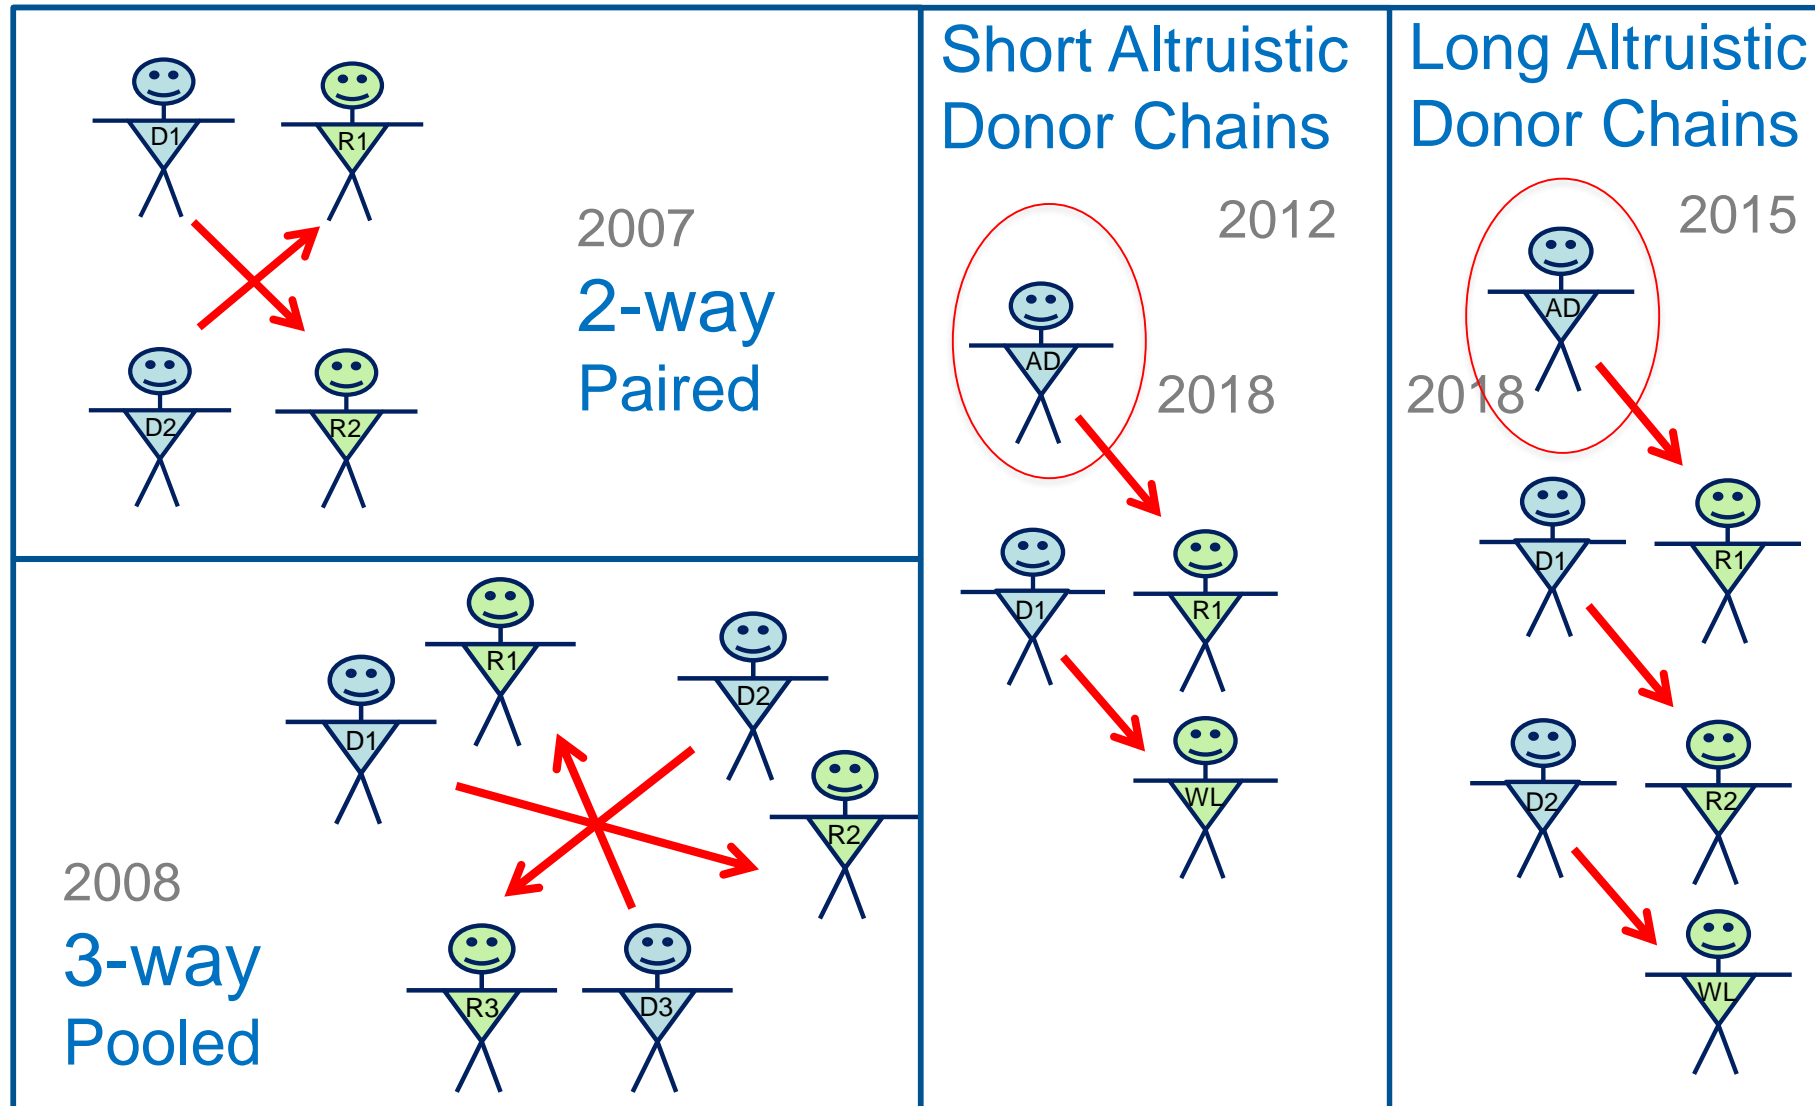 D1
R1
2007
2-way
Paired
D2
R2
R1
D2
D1
R2
2008
3-way
Pooled
R3
D3
Short Altruistic
Donor Chains
2012
AD
2018
D1
R1
WL
Long Altruistic
Donor Chains
2015
AD
2018
D1
R1
D2
R2
WL